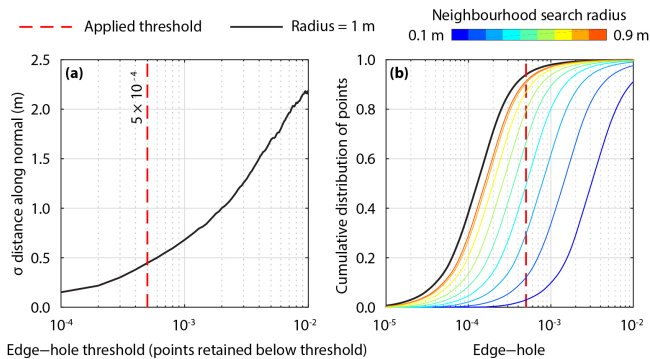 Applied threshold
Radius = 1 m
Neighbourhood search radius
0.1 m
0.9 m
(a)
5 × 10⁻⁴
σ distance along normal (m)
2.5
2.0
1.5
1.0
0.5
0.0
10⁻⁴
10⁻³
10⁻²
Edge−hole threshold (points retained below threshold)
(b)
Cumulative distribution of points
1.0
0.8
0.6
0.4
0.2
0.0
10⁻⁵
10⁻⁴
10⁻³
10⁻²
Edge−hole